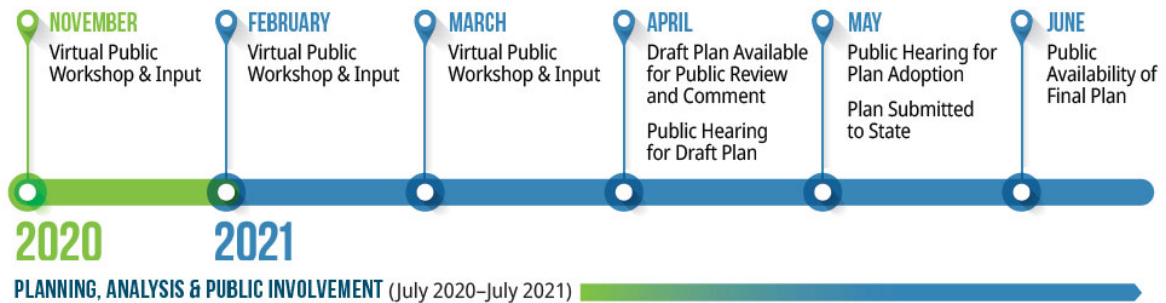 NOVEMBER
Virtual Public
Workshop & Input
FEBRUARY
Virtual Public
Workshop & Input
MARCH
Virtual Public
Workshop & Input
APRIL
Draft Plan Available
for Public Review
and Comment
Public Hearing
for Draft Plan
MAY
Public Hearing for
Plan Adoption
Plan Submitted
to State
JUNE
Public
Availability of
Final Plan
2020
2021
PLANNING, ANALYSIS & PUBLIC INVOLVEMENT (July 2020–July 2021)